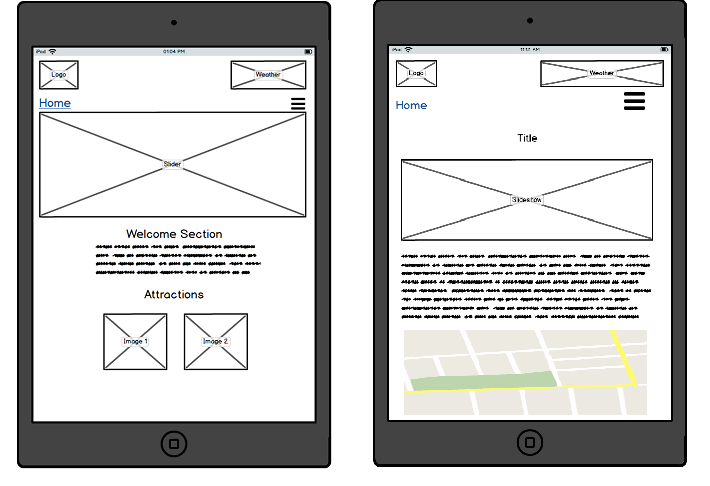 iPad 01:04 PM
Logo Weather
Home
Slider
Welcome Section
Attractions
Image 1 Image 2
iPad 11:12 AM
Logo Weather
Home
Title
Slideshow